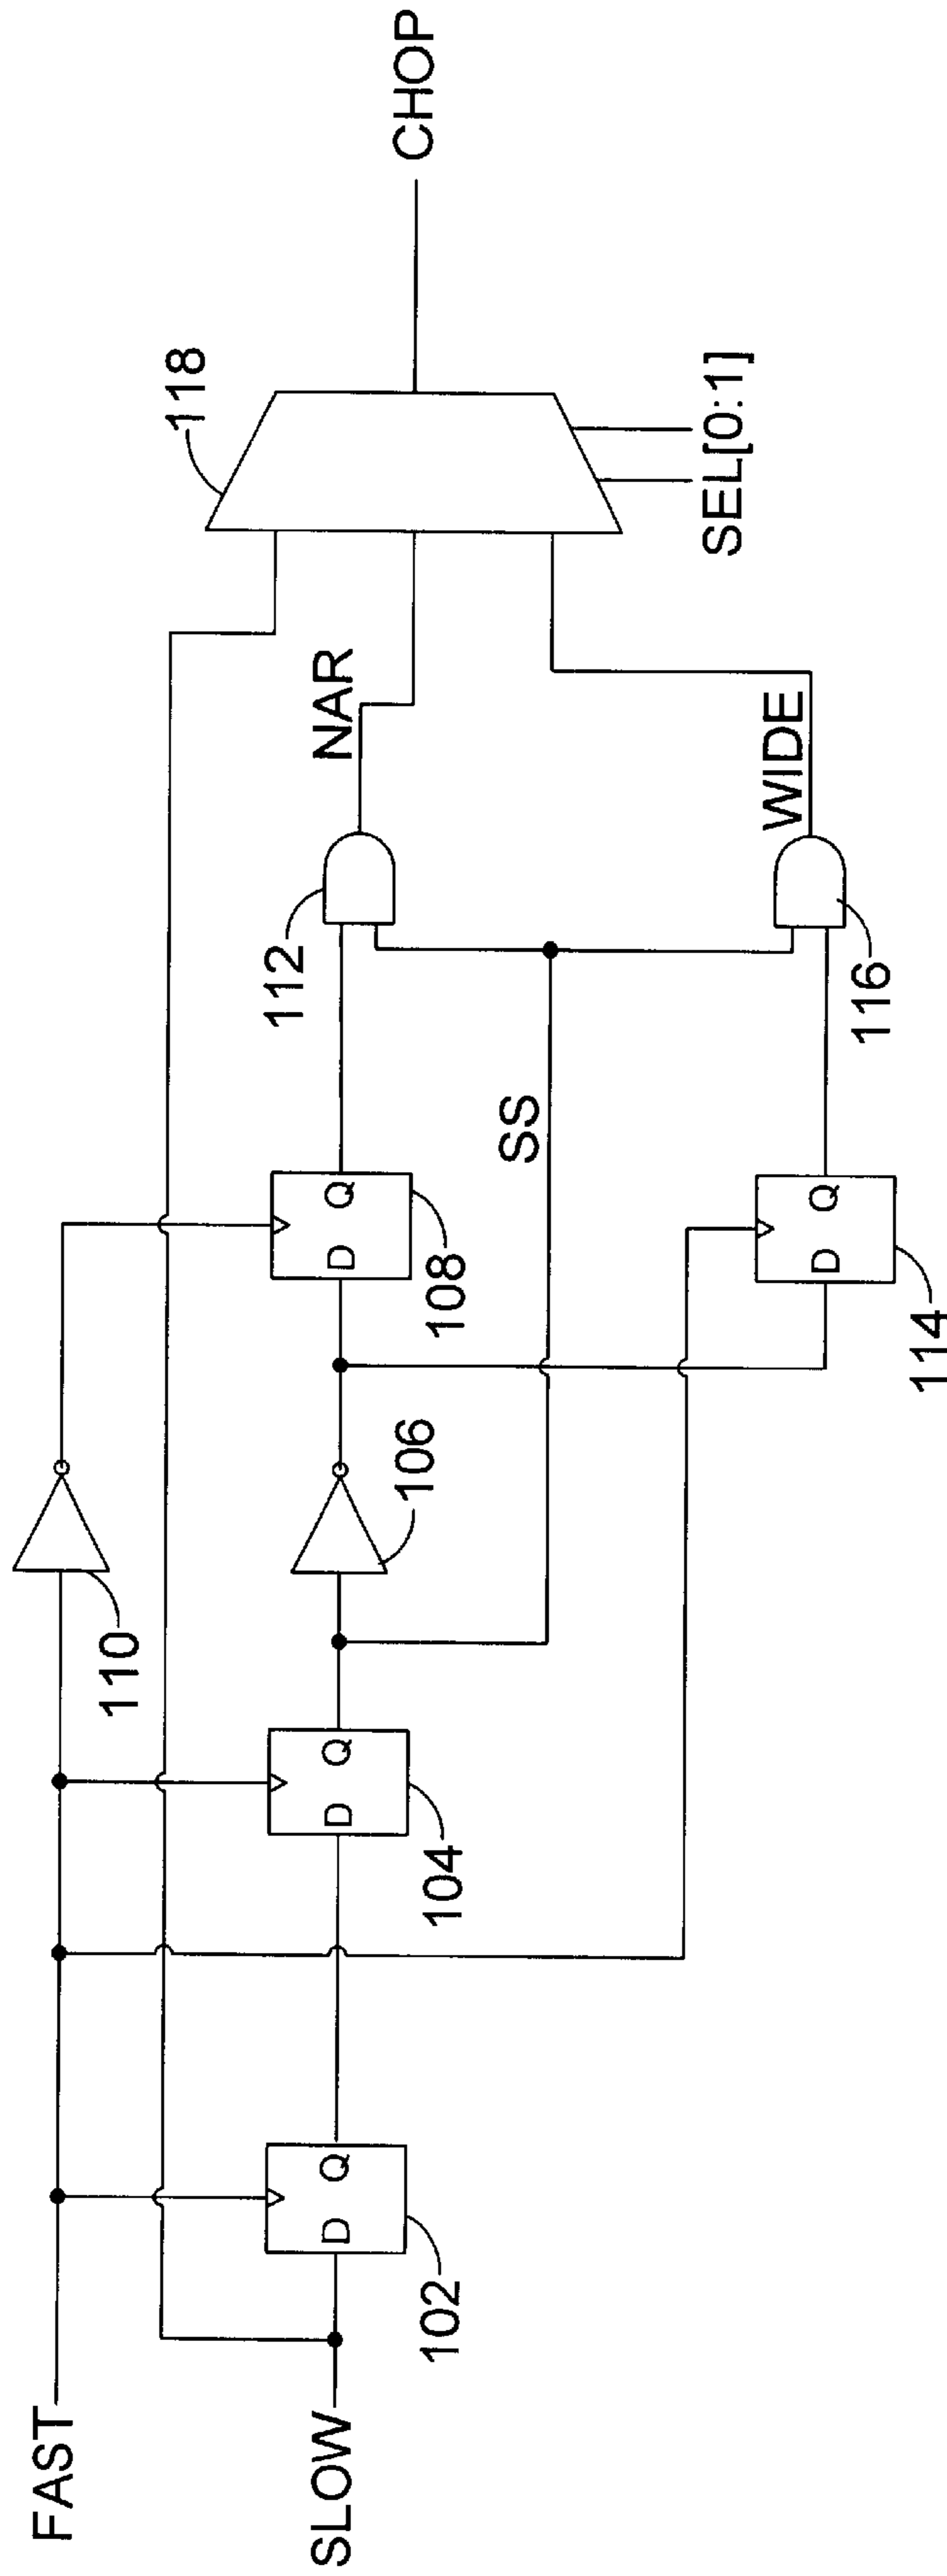 FAST
SLOW
102
D Q
104
D Q
110
106
108
D Q
SS
114
D Q
112
NAR
116
WIDE
118
SEL[0:1]
CHOP